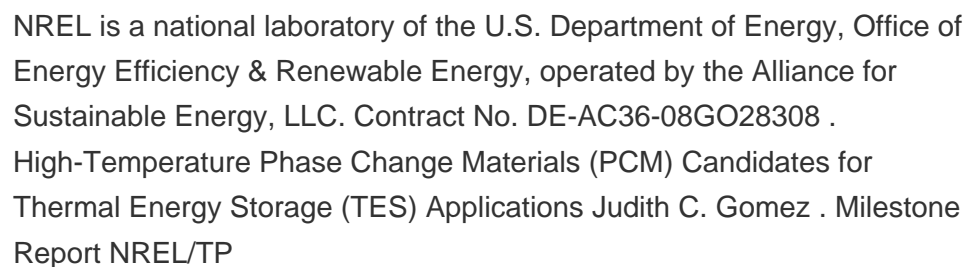 NREL is a national laboratory of the U.S. Department of Energy, Office of
Energy Efficiency & Renewable Energy, operated by the Alliance for
Sustainable Energy, LLC. Contract No. DE-AC36-08GO28308 .
High-Temperature Phase Change Materials (PCM) Candidates for
Thermal Energy Storage (TES) Applications Judith C. Gomez . Milestone
Report NREL/TP